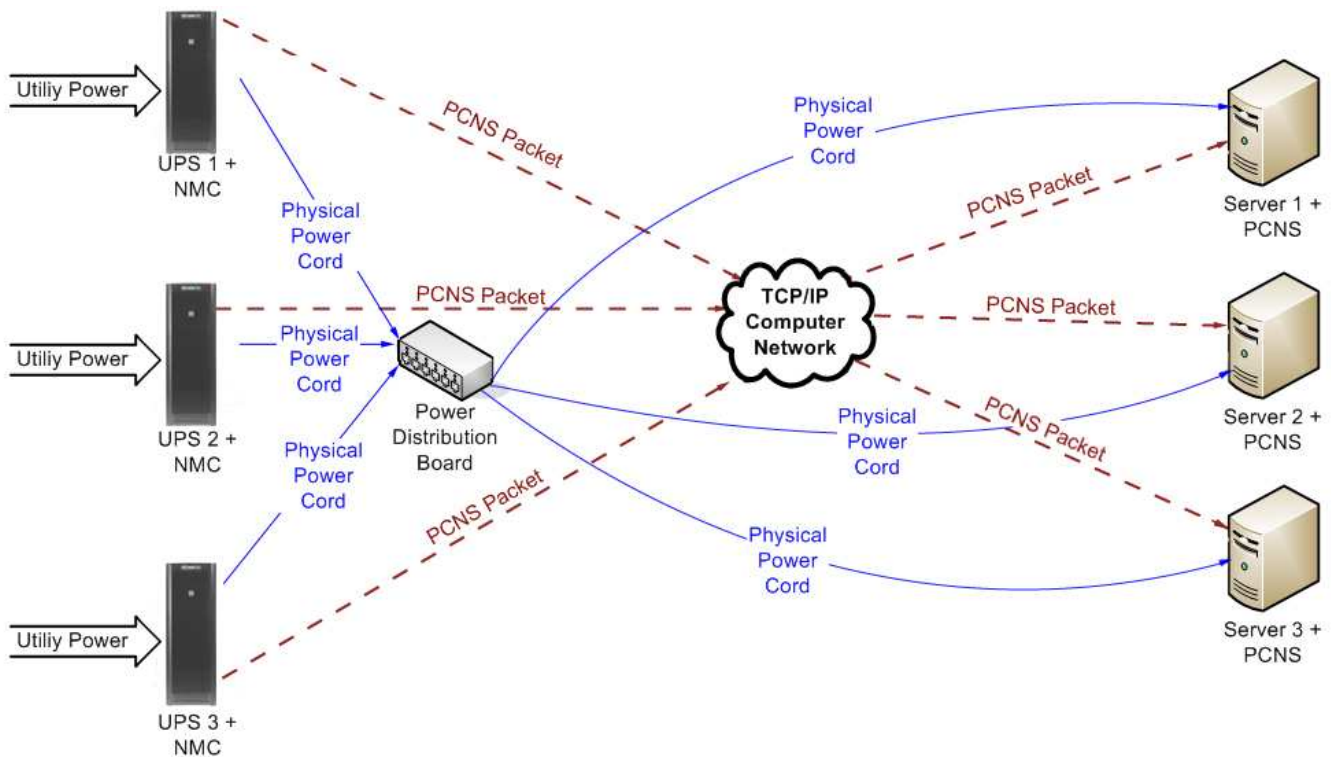 Utiliy Power
UPS 1 +
NMC
Physical
Power
Cord
PCNS Packet
Physical
Power
Cord
PCNS Packet
Server 1 +
PCNS
Utiliy Power
UPS 2 +
NMC
Physical
Power
Cord
PCNS Packet
TCP/IP
Computer
Network
PCNS Packet
Server 2 +
PCNS
Power
Distribution
Board
Physical
Power
Cord
PCNS Packet
Physical
Power
Cord
PCNS Packet
Utiliy Power
UPS 3 +
NMC
Physical
Power
Cord
Server 3 +
PCNS